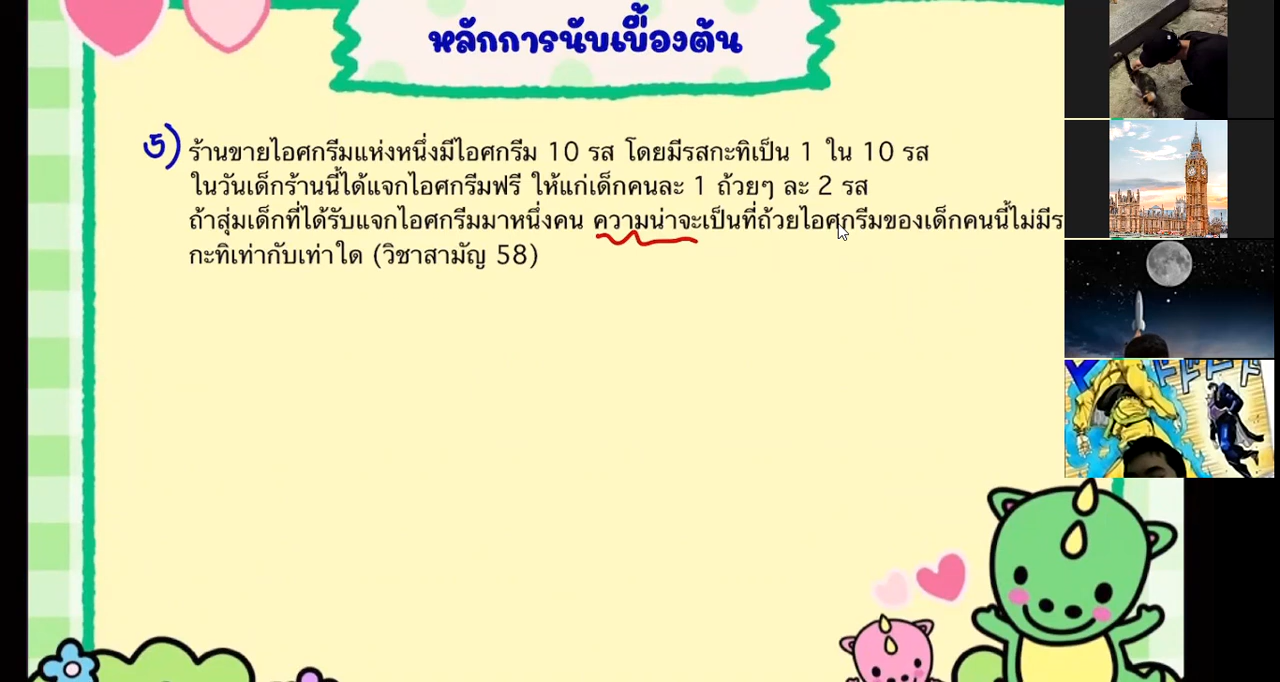 หลักการนับเบื้องต้น
5) ร้านขายไอศกรีมแห่งหนึ่งมีไอศกรีม 10 รส โดยมีรสกะทิเป็น 1 ใน 10 รส
ในวันเด็กร้านนี้ได้แจกไอศกรีมฟรี ให้แก่เด็กคนละ 1 ถ้วยๆ ละ 2 รส
ถ้าสุ่มเด็กที่ได้รับแจกไอศกรีมมาหนึ่งคน ความน่าจะเป็นที่ถ้วยไอศกรีมของเด็กคนนี้ไม่มีร
กะทิเท่ากับเท่าใด (วิชาสามัญ 58)